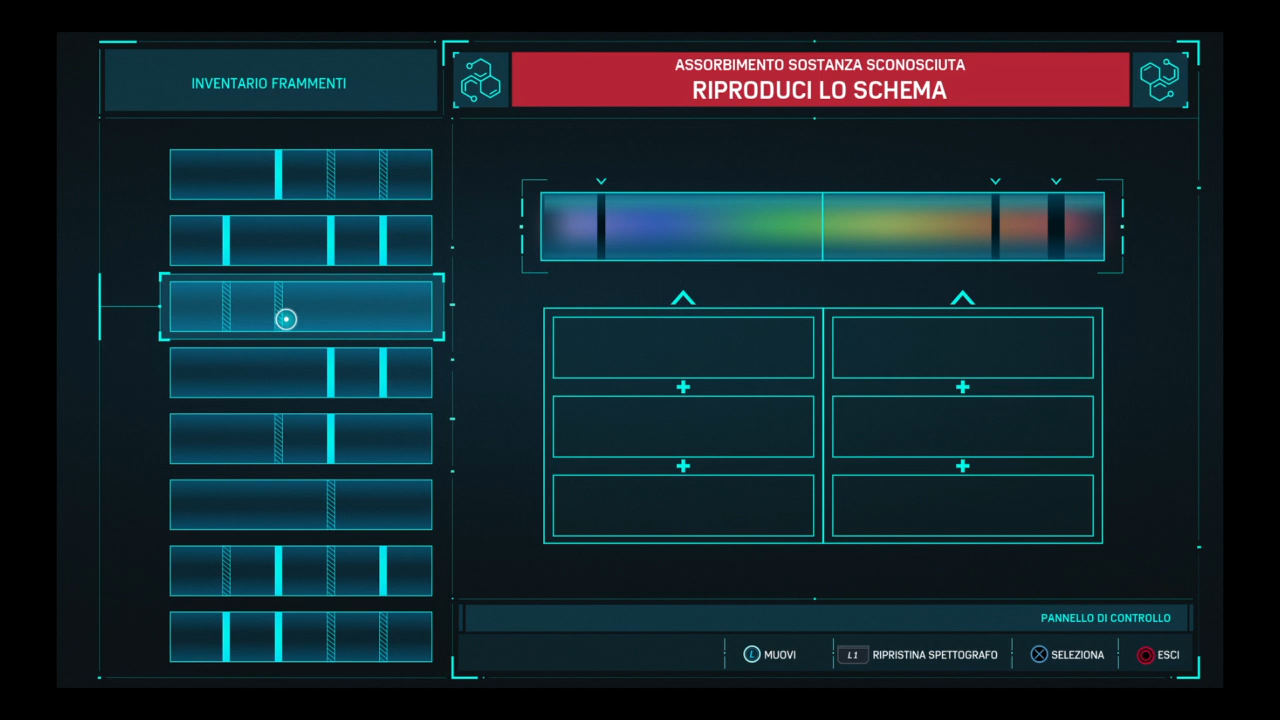 INVENTARIO FRAMMENTI
ASSORBIMENTO SOSTANZA SCONOSCIUTA
RIPRODUCI LO SCHEMA
PANNELLO DI CONTROLLO
L MUOVI
L1 RIPRISTINA SPETTOGRAFO
SELEZIONA
ESCI